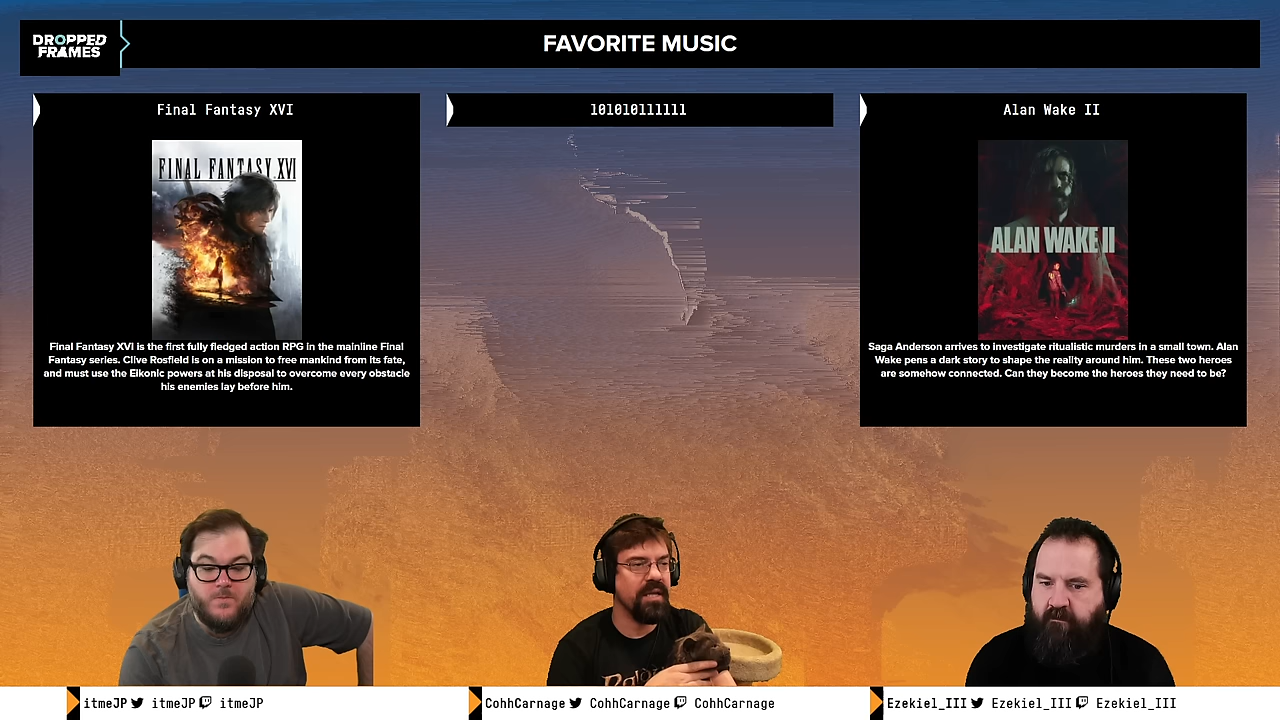 DROPPED
FRAMES
FAVORITE MUSIC
Final Fantasy XVI
FINAL FANTASY XVI
Final Fantasy XVI is the first fully fledged action RPG in the mainline Final
Fantasy series. Clive Rosfield is on a mission to free mankind from its fate,
and must use the Eikonic powers at his disposal to overcome every obstacle
his enemies lay before him.
101010111111
Alan Wake II
ALAN WAKE II
Saga Anderson arrives to investigate ritualistic murders in a small town. Alan
Wake pens a dark story to shape the reality around him. These two heroes
are somehow connected. Can they become the heroes they need to be?
itmeJP itmeJP itmeJP
CohhCarnage CohhCarnage CohhCarnage
Ezekiel_III Ezekiel_III Ezekiel_III